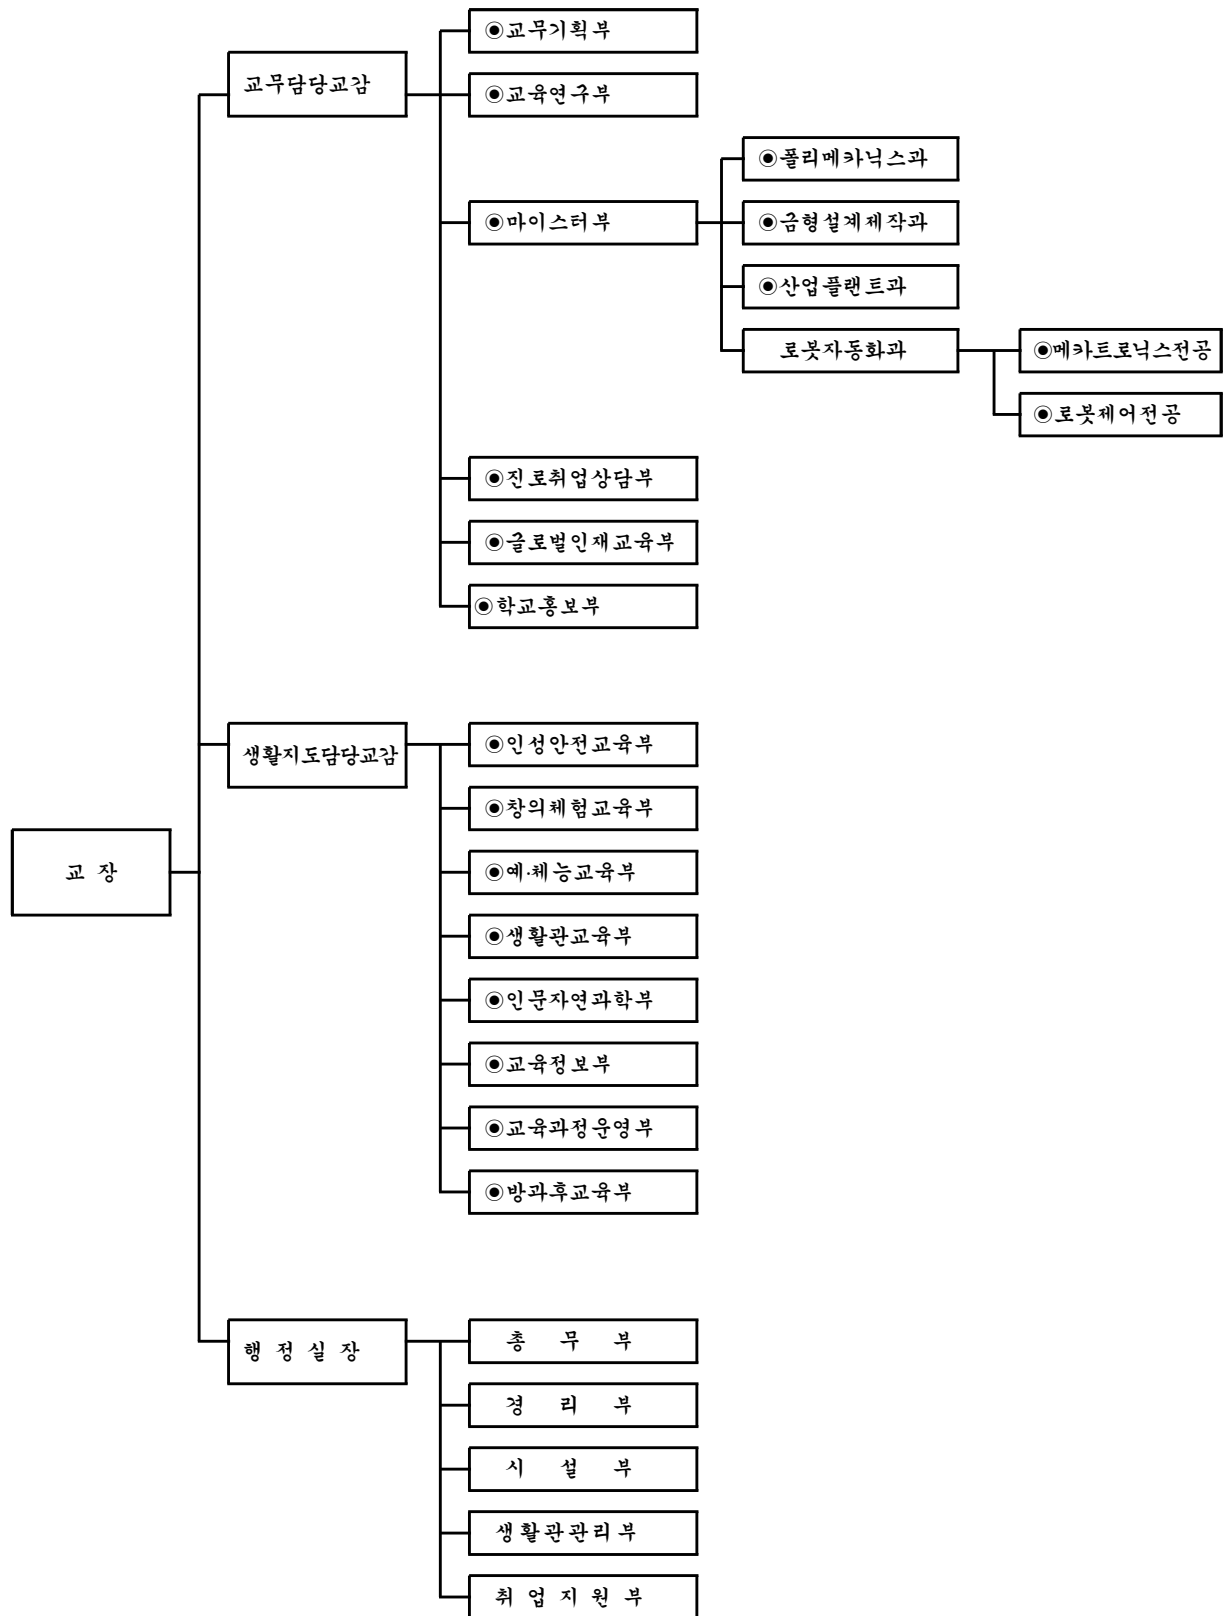 ◉교무기획부
교무담당교감
◉교육연구부
◉폴리메카닉스과
◉마이스터부
◉금형설계제작과
◉산업플랜트과
로봇자동화과
◉메카트로닉스전공
◉로봇제어전공
◉진로취업상담부
◉글로벌인재교육부
◉학교홍보부
생활지도담당교감
◉인성안전교육부
◉창의체험교육부
교 장
◉예·체능교육부
◉생활관교육부
◉인문자연과학부
◉교육정보부
◉교육과정운영부
◉방과후교육부
행 정 실 장
총 무 부
경 리 부
시 설 부
생활관관리부
취 업 지 원 부